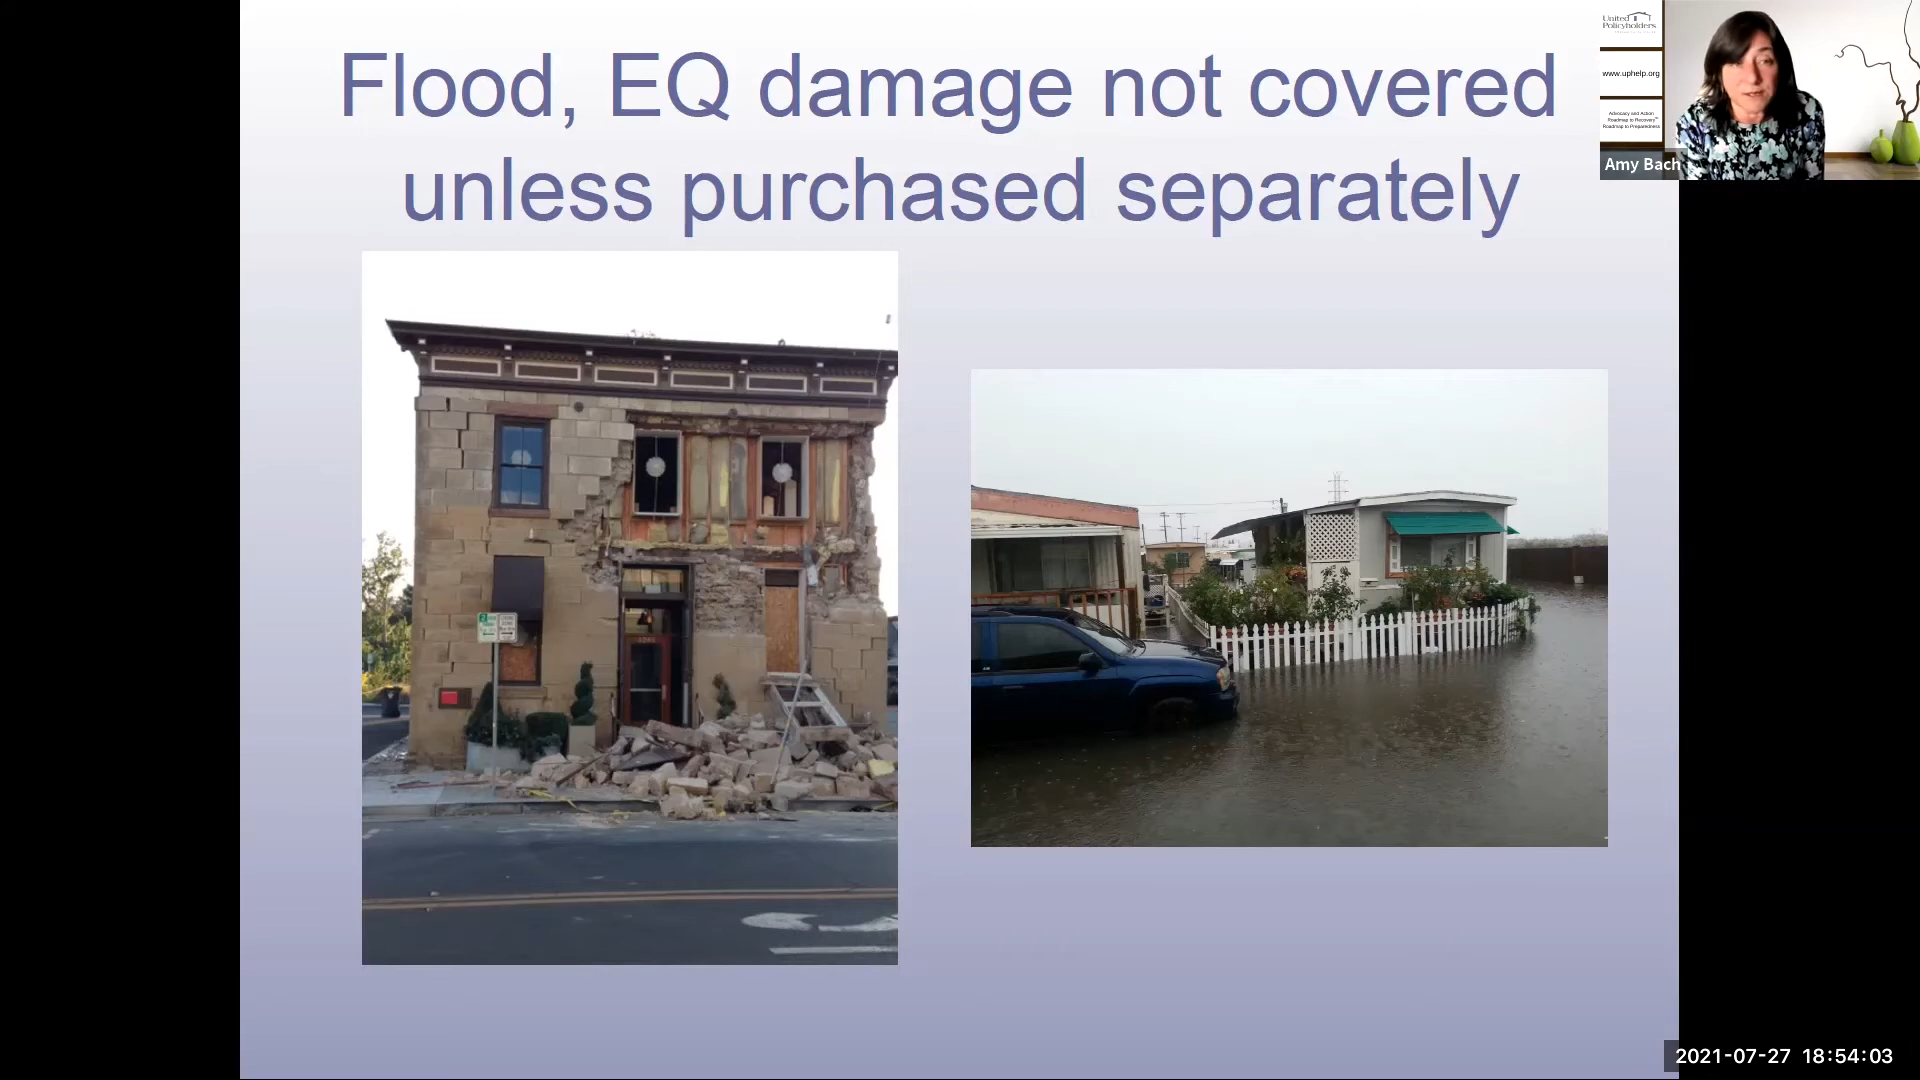 Flood, EQ damage not covered
unless purchased separately
United
Policyholders
www.uphelp.org
Advocacy and Action
Roadmap to Recovery™
Roadmap to Preparedness
Amy Bach
2021-07-27 18:54:03